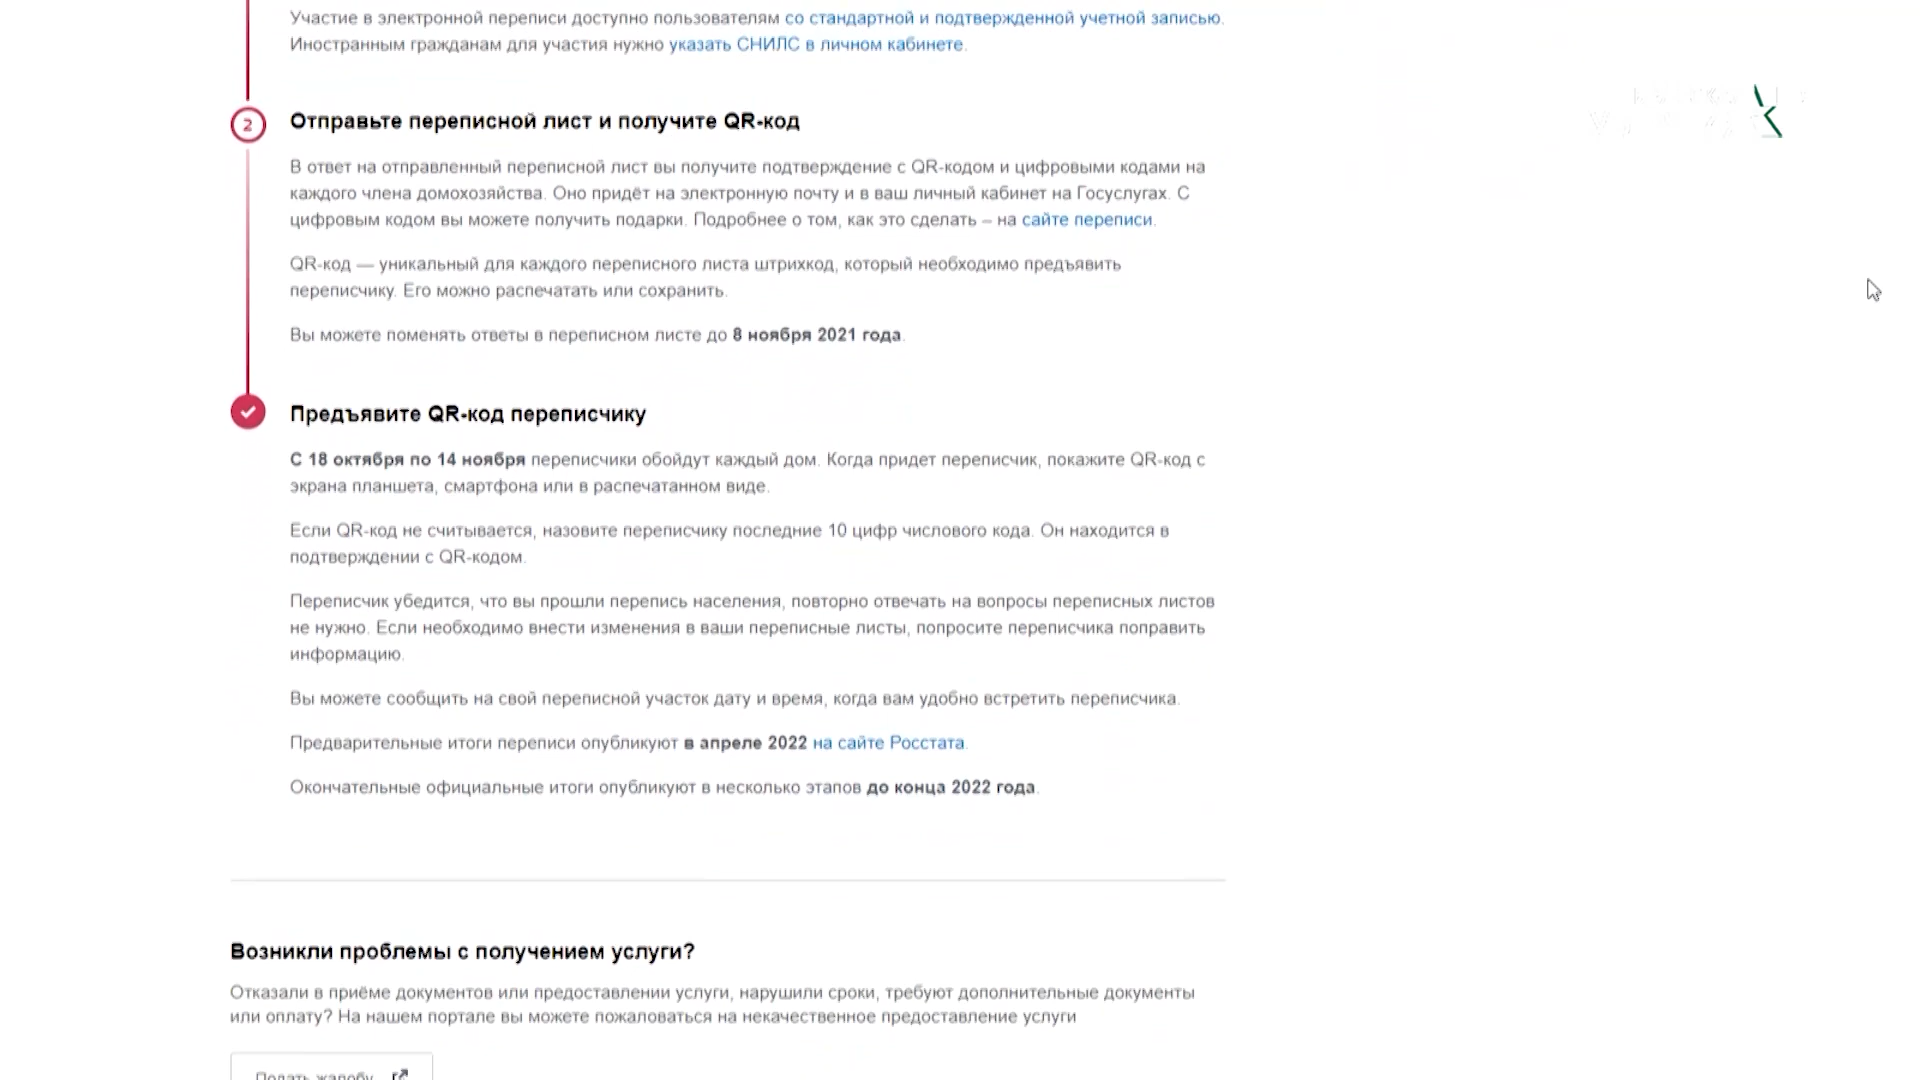 Участие в электронной переписи доступно пользователям со стандартной и подтвержденной учетной записью.
Иностранным гражданам для участия нужно указать СНИЛС в личном кабинете.
2
Отправьте переписной лист и получите QR-код
В ответ на отправленный переписной лист вы получите подтверждение с QR-кодом и цифровыми кодами на
каждого члена домохозяйства. Оно придёт на электронную почту и в ваш личный кабинет на Госуслугах. С
цифровым кодом вы можете получить подарки. Подробнее о том, как это сделать – на сайте переписи.
QR-код — уникальный для каждого переписного листа штрихкод, который необходимо предъявить
переписчику. Его можно распечатать или сохранить.
Вы можете поменять ответы в переписном листе до 8 ноября 2021 года.
Предъявите QR-код переписчику
С 18 октября по 14 ноября переписчики обойдут каждый дом. Когда придет переписчик, покажите QR-код с
экрана планшета, смартфона или в распечатанном виде.
Если QR-код не считывается, назовите переписчику последние 10 цифр числового кода. Он находится в
подтверждении с QR-кодом.
Переписчик убедится, что вы прошли перепись населения, повторно отвечать на вопросы переписных листов
не нужно. Если необходимо внести изменения в ваши переписные листы, попросите переписчика поправить
информацию.
Вы можете сообщить на свой переписной участок дату и время, когда вам удобно встретить переписчика.
Предварительные итоги переписи опубликуют в апреле 2022 на сайте Росстата.
Окончательные официальные итоги опубликуют в несколько этапов до конца 2022 года.
Возникли проблемы с получением услуги?
Отказали в приёме документов или предоставлении услуги, нарушили сроки, требуют дополнительные документы
или оплату? На нашем портале вы можете пожаловаться на некачественное предоставление услуги
Подать жалобу